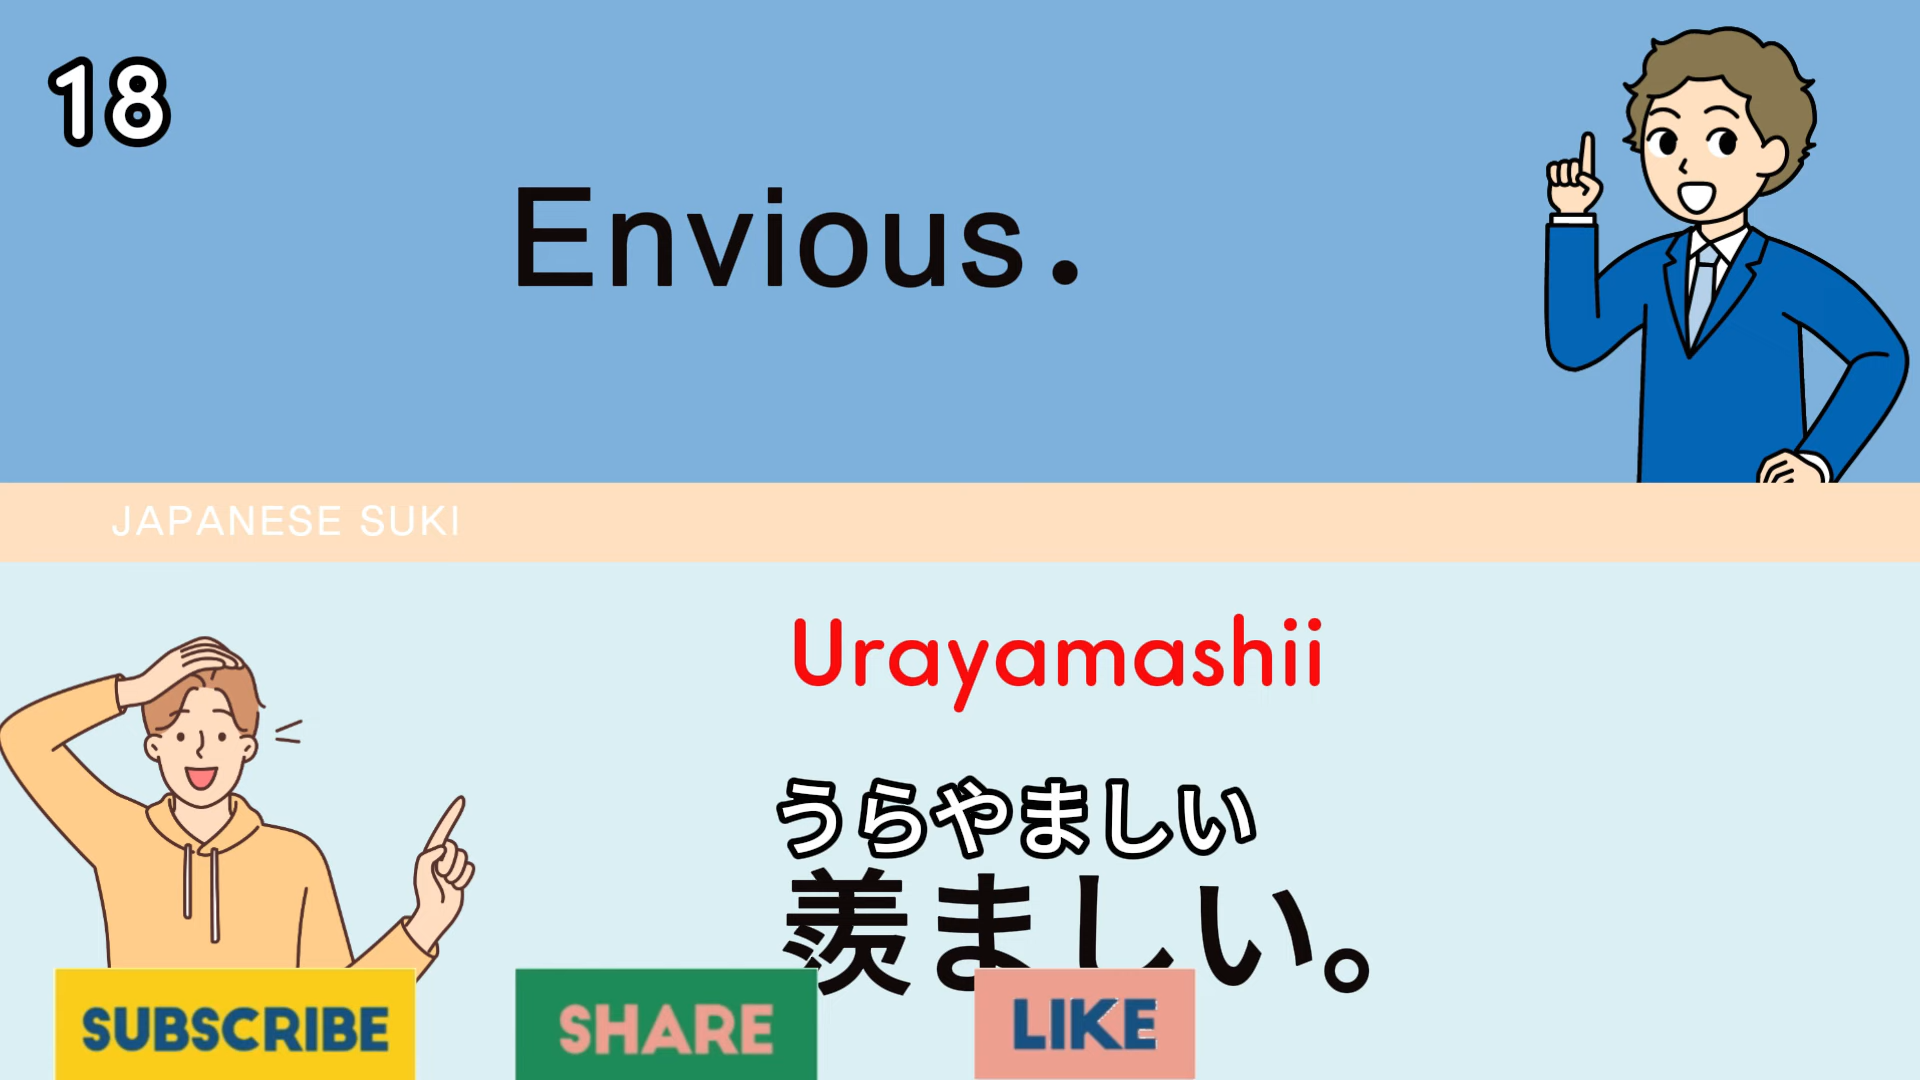 18
Envious.
JAPANESE SUKI
Urayamashii
うらやましい
羨ましい。
SUBSCRIBE
SHARE
LIKE